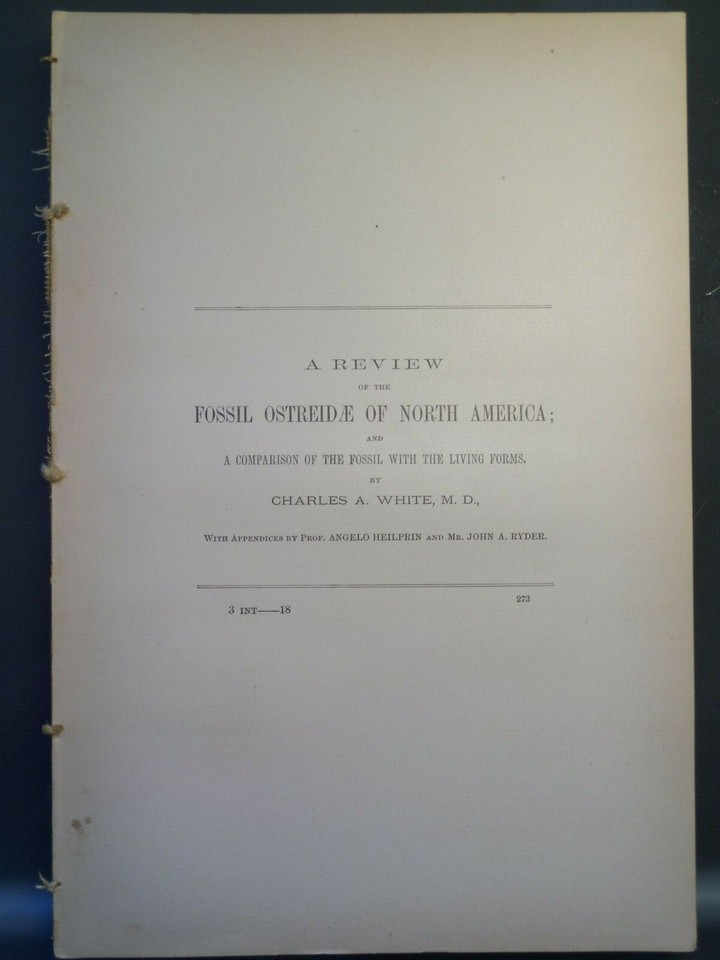 A REVIEW
OF THE
FOSSIL OSTREIDÆ OF NORTH AMERICA;
AND
A COMPARISON OF THE FOSSIL WITH THE LIVING FORMS.
BY
CHARLES A. WHITE, M. D.,
WITH APPENDICES BY PROF. ANGELO HEILPRIN AND MR. JOHN A. RYDER.
273
3 INT——18